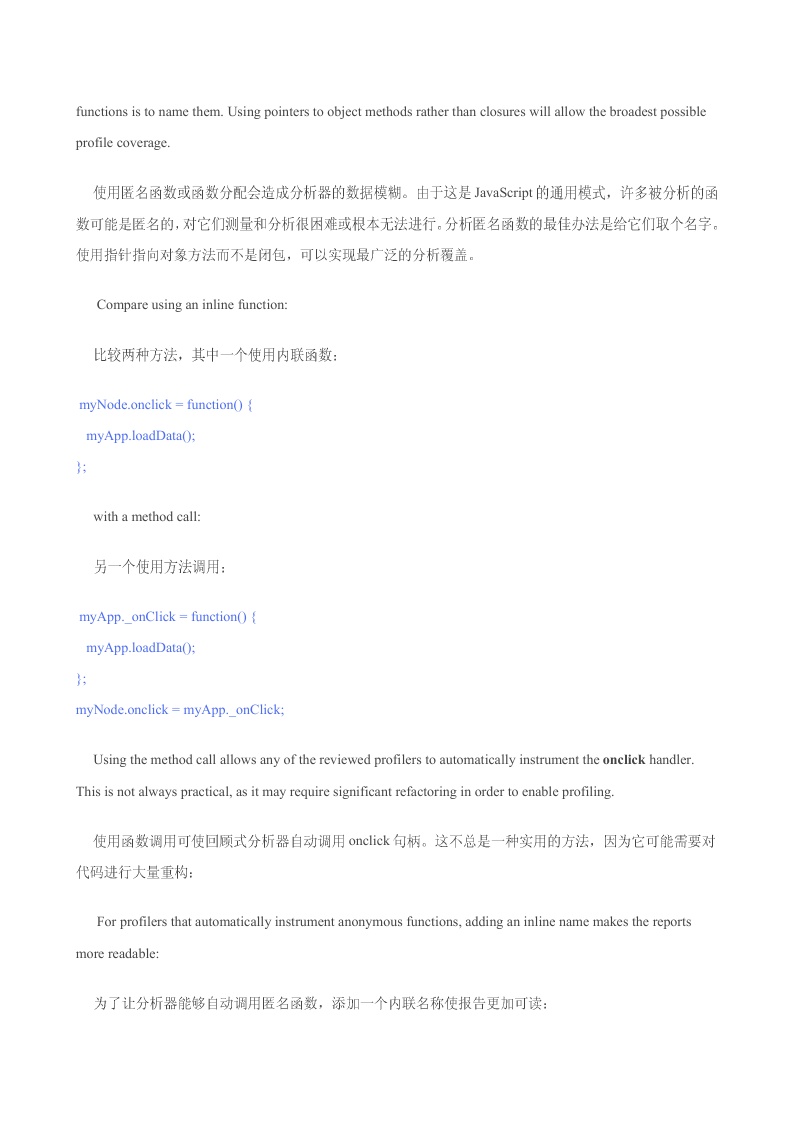 functions is to name them. Using pointers to object methods rather than closures will allow the broadest possible
profile coverage.
使用匿名函数或函数分配会造成分析器的数据模糊。由于这是 JavaScript 的通用模式，许多被分析的函
数可能是匿名的，对它们测量和分析很困难或根本无法进行。分析匿名函数的最佳办法是给它们取个名字。
使用指针指向对象方法而不是闭包，可以实现最广泛的分析覆盖。
Compare using an inline function:
比较两种方法，其中一个使用内联函数：
myNode.onclick = function() {
myApp.loadData();
};
with a method call:
另一个使用方法调用：
myApp._onClick = function() {
myApp.loadData();
};
myNode.onclick = myApp._onClick;
Using the method call allows any of the reviewed profilers to automatically instrument the onclick handler.
This is not always practical, as it may require significant refactoring in order to enable profiling.
使用函数调用可使回顾式分析器自动调用 onclick 句柄。这不总是一种实用的方法，因为它可能需要对
代码进行大量重构：
For profilers that automatically instrument anonymous functions, adding an inline name makes the reports
more readable:
为了让分析器能够自动调用匿名函数，添加一个内联名称使报告更加可读：